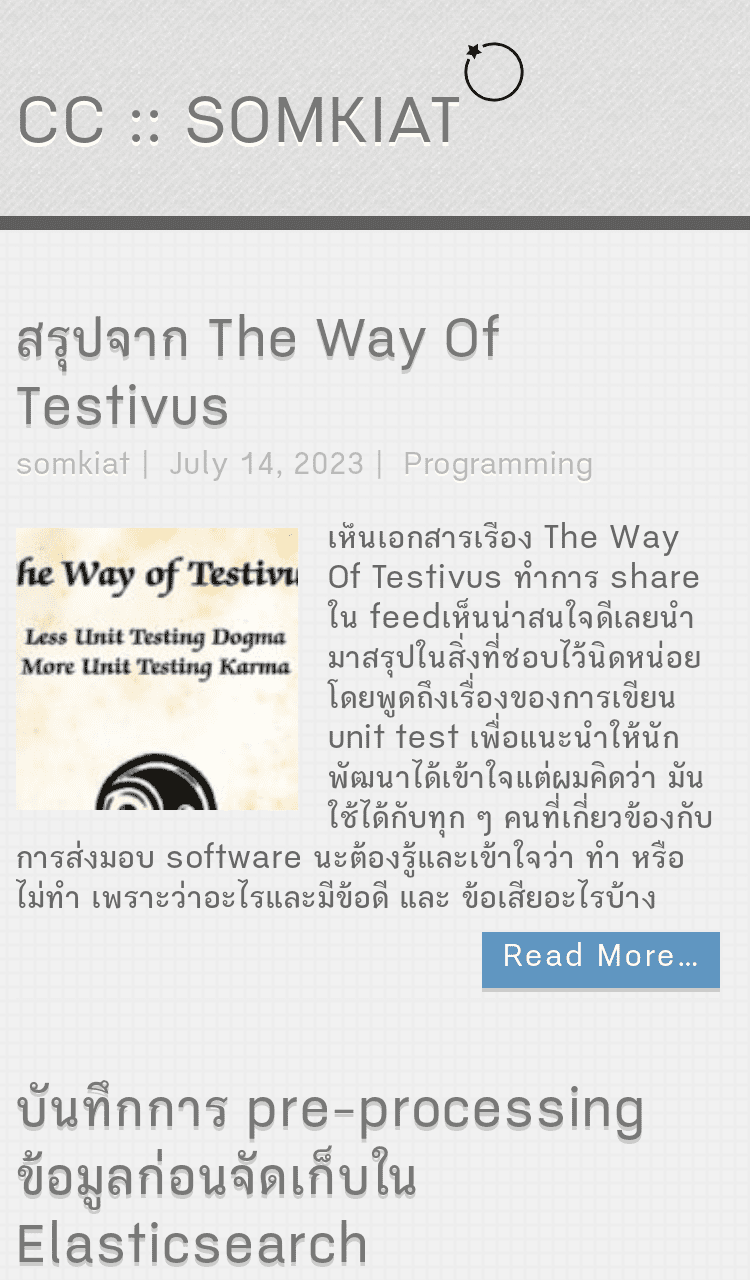 CC :: SOMKIAT
สรุปจาก The Way Of
Testivus
somkiat | July 14, 2023 | Programming
he Way of Testivu
Less Unit Testing Dogma
More Unit Testing Karma
เห็นเอกสารเรื่อง The Way
Of Testivus ทำการ share
ใน feedเห็นน่าสนใจดีเลยนำ
มาสรุปในสิ่งที่ชอบไว้นิดหน่อย
โดยพูดถึงเรื่องของการเขียน
unit test เพื่อแนะนำให้นัก
พัฒนาได้เข้าใจแต่ผมคิดว่า มัน
ใช้ได้กับทุก ๆ คนที่เกี่ยวข้องกับ
การส่งมอบ software นะต้องรู้และเข้าใจว่า ทำ หรือ
ไม่ทำ เพราะว่าอะไรและมีข้อดี และ ข้อเสียอะไรบ้าง
Read More…
บันทึกการ pre-processing
ข้อมูลก่อนจัดเก็บใน
Elasticsearch